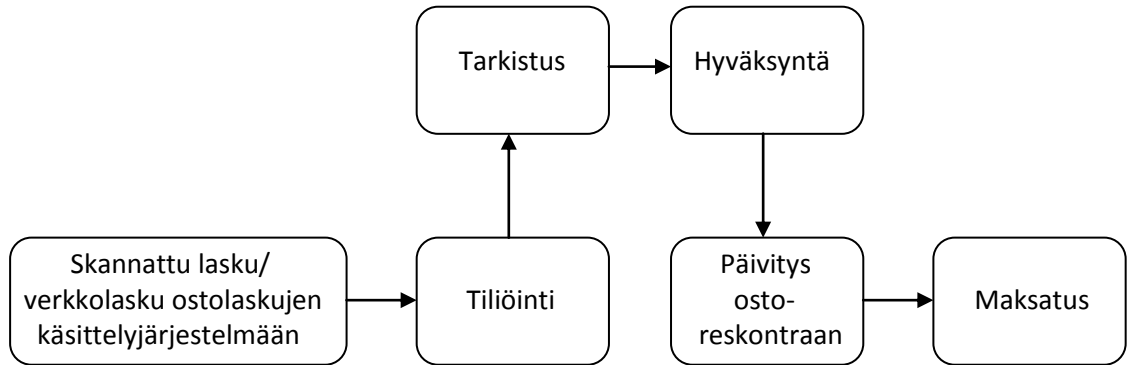 Tarkistus
Hyväksyntä
Skannattu lasku/
verkkolasku ostolaskujen
käsittelyjärjestelmään
Tiliöinti
Päivitys
osto-
reskontraan
Maksatus